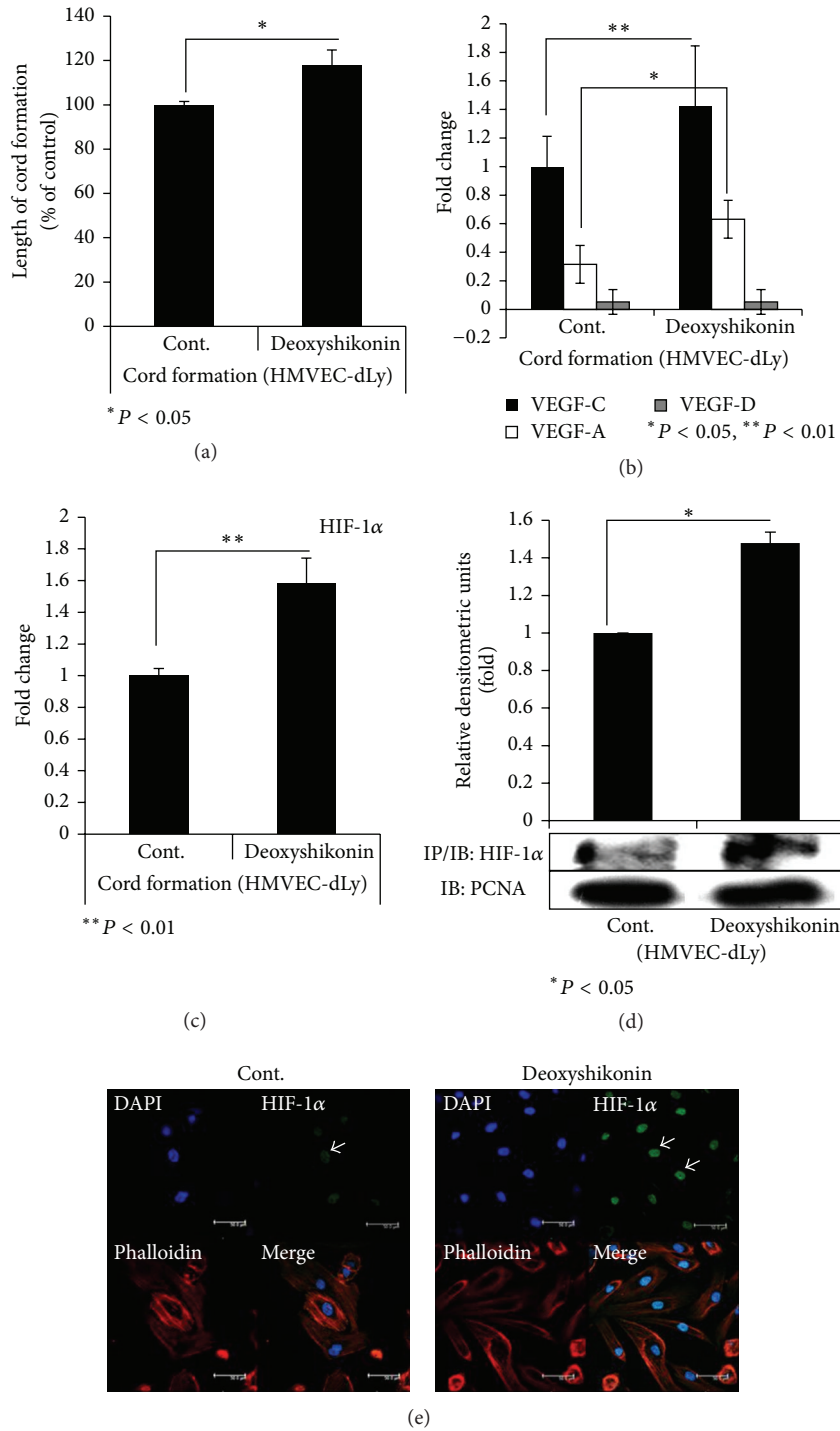 140
120
100
80
60
40
20
0
Length of cord formation
(% of control)
*
Cont.
Deoxyshikonin
Cord formation (HMVEC-dLy)
*P < 0.05
(a)
2
1.8
1.6
1.4
1.2
1
0.8
0.6
0.4
0.2
0
−0.2
Fold change
**
*
Cont.
Deoxyshikonin
Cord formation (HMVEC-dLy)
VEGF-C
VEGF-D
VEGF-A
*P < 0.05, **P < 0.01
(b)
2
1.8
1.6
1.4
1.2
1
0.8
0.6
0.4
0.2
0
Fold change
HIF-1α
**
Cont.
Deoxyshikonin
Cord formation (HMVEC-dLy)
**P < 0.01
(c)
1.6
1.4
1.2
1
0.8
0.6
0.4
0.2
0
Relative densitometric units
(fold)
*
IP/IB: HIF-1α
IB: PCNA
Cont.
Deoxyshikonin
(HMVEC-dLy)
*P < 0.05
(d)
Cont.
DAPI
HIF-1α
Phalloidin
Merge
Deoxyshikonin
DAPI
HIF-1α
Phalloidin
Merge
(e)